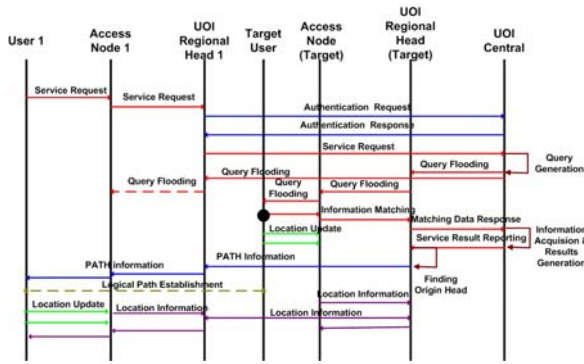 User 1
Access
Node 1
UOI
Regional
Head 1
Target
User
Access
Node
(Target)
UOI
Regional
Head
(Target)
UOI
Central
Service Request
Service Request
Authentication Request
Authentication Response
Service Request
Query
Generation
Query Flooding
Query Flooding
Query Flooding
Query
Flooding
Query Flooding
Information Matching
Matching Data Response
Location Update
Service Result Reporting
Information
Acquision &
Results
Generation
PATH information
PATH Information
Finding
Origin Head
Logical Path Establishment
Location Update
Location Information
Location Information
Location Information